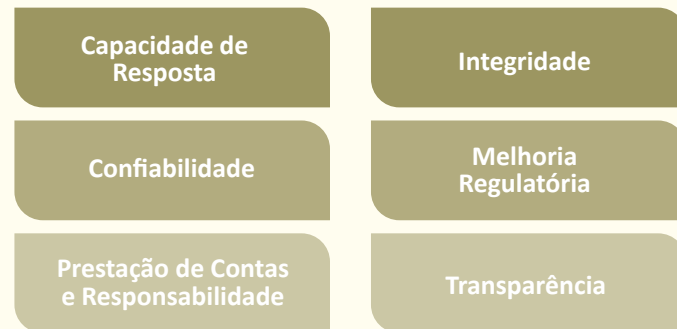 Capacidade de
Resposta
Integridade
Confiabilidade
Melhoria
Regulatória
Prestação de Contas
e Responsabilidade
Transparência